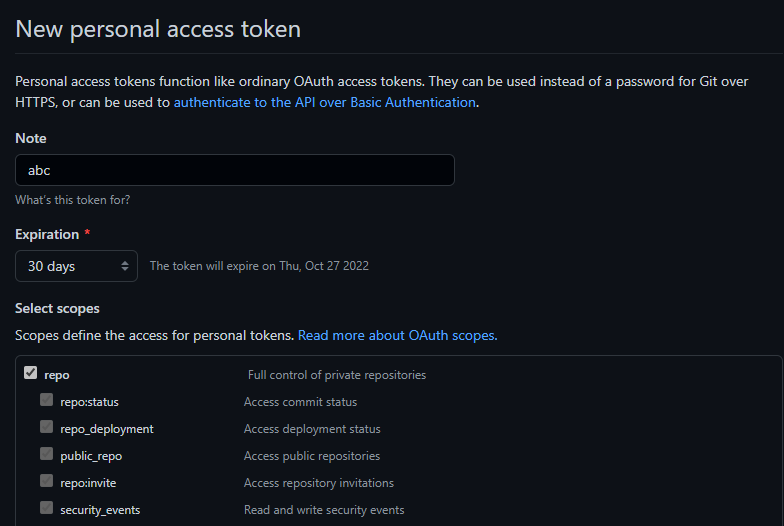 New personal access token
Personal access tokens function like ordinary OAuth access tokens. They can be used instead of a password for Git over
HTTPS, or can be used to authenticate to the API over Basic Authentication.
Note
abc
What's this token for?
Expiration *
30 days The token will expire on Thu, Oct 27 2022
Select scopes
Scopes define the access for personal tokens. Read more about OAuth scopes.
repo Full control of private repositories
repo:status Access commit status
repo_deployment Access deployment status
public_repo Access public repositories
repo:invite Access repository invitations
security_events Read and write security events